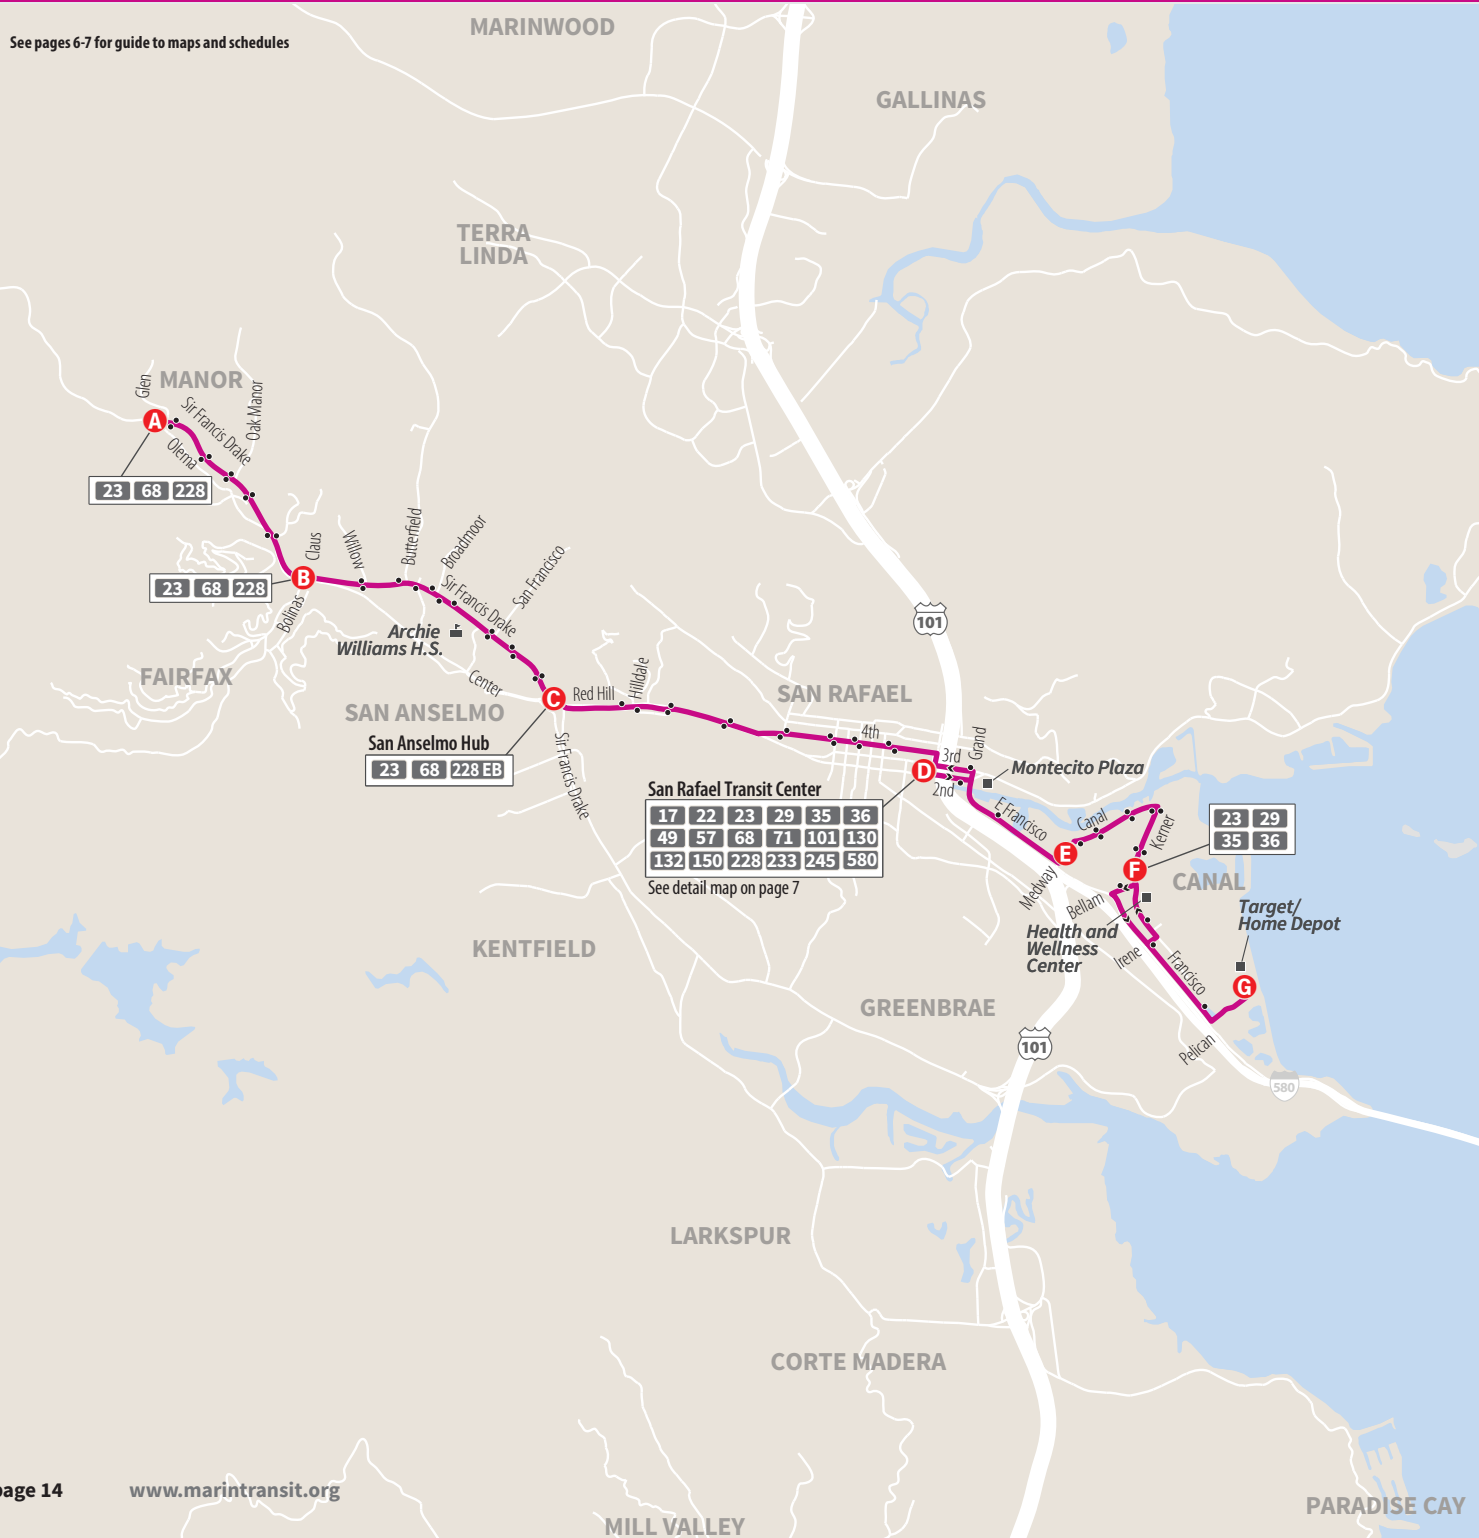 MARINWOOD
See pages 6-7 for guide to maps and schedules
GALLINAS
TERRA
LINDA
MANOR
Glen
Sir Francis Drake
Oak Manor
A
Olema
23 68 228
Claus
Willow
Butterfield
Broadmoor
San Francisco
B
23 68 228
Bolinas
Sir Francis Drake
Archie
Williams H.S.
101
FAIRFAX
Center
C
Red Hill
Hilldale
SAN RAFAEL
SAN ANSELMO
San Anselmo Hub
23 68 228 EB
Sir Francis Drake
4th
3rd
Grand
D
2nd
Montecito Plaza
San Rafael Transit Center
17 22 23 29 35 36
49 57 68 71 101 130
132 150 228 233 245 580
See detail map on page 7
E Francisco
Canal
Kerner
23 29
35 36
E
F
Medway
CANAL
Bellam
Health and
Wellness
Center
Target/
Home Depot
Irene
Francisco
G
KENTFIELD
GREENBRAE
101
Pelican
580
LARKSPUR
CORTE MADERA
page 14
www.marintransit.org
PARADISE CAY
MILL VALLEY